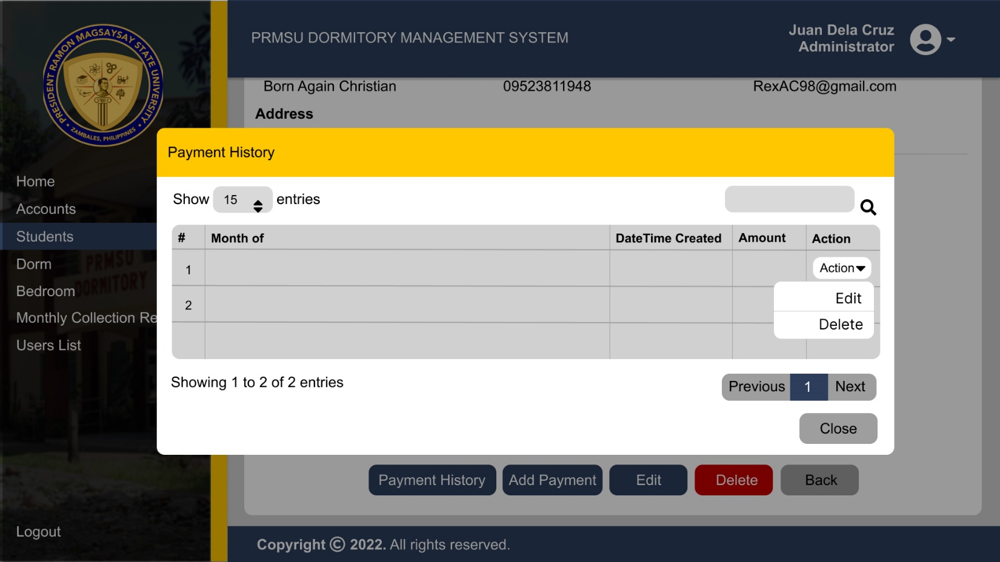 PRESIDENT RAMON MAGSAYSAY STATE UNIVERSITY
ZAMBALES, PHILIPPINES
PRMSU DORMITORY MANAGEMENT SYSTEM
Juan Dela Cruz
Administrator
Home
Accounts
Students
Dorm
Bedroom
Monthly Collection Re
Users List
Logout
PRMSU
DORMITORY
Born Again Christian 09523811948 RexAC98@gmail.com
Address
Payment History
Show 15 entries
# Month of DateTime Created Amount Action
1 Action
2
Edit
Delete
Showing 1 to 2 of 2 entries
Previous 1 Next
Close
Payment History Add Payment Edit Delete Back
Copyright © 2022. All rights reserved.